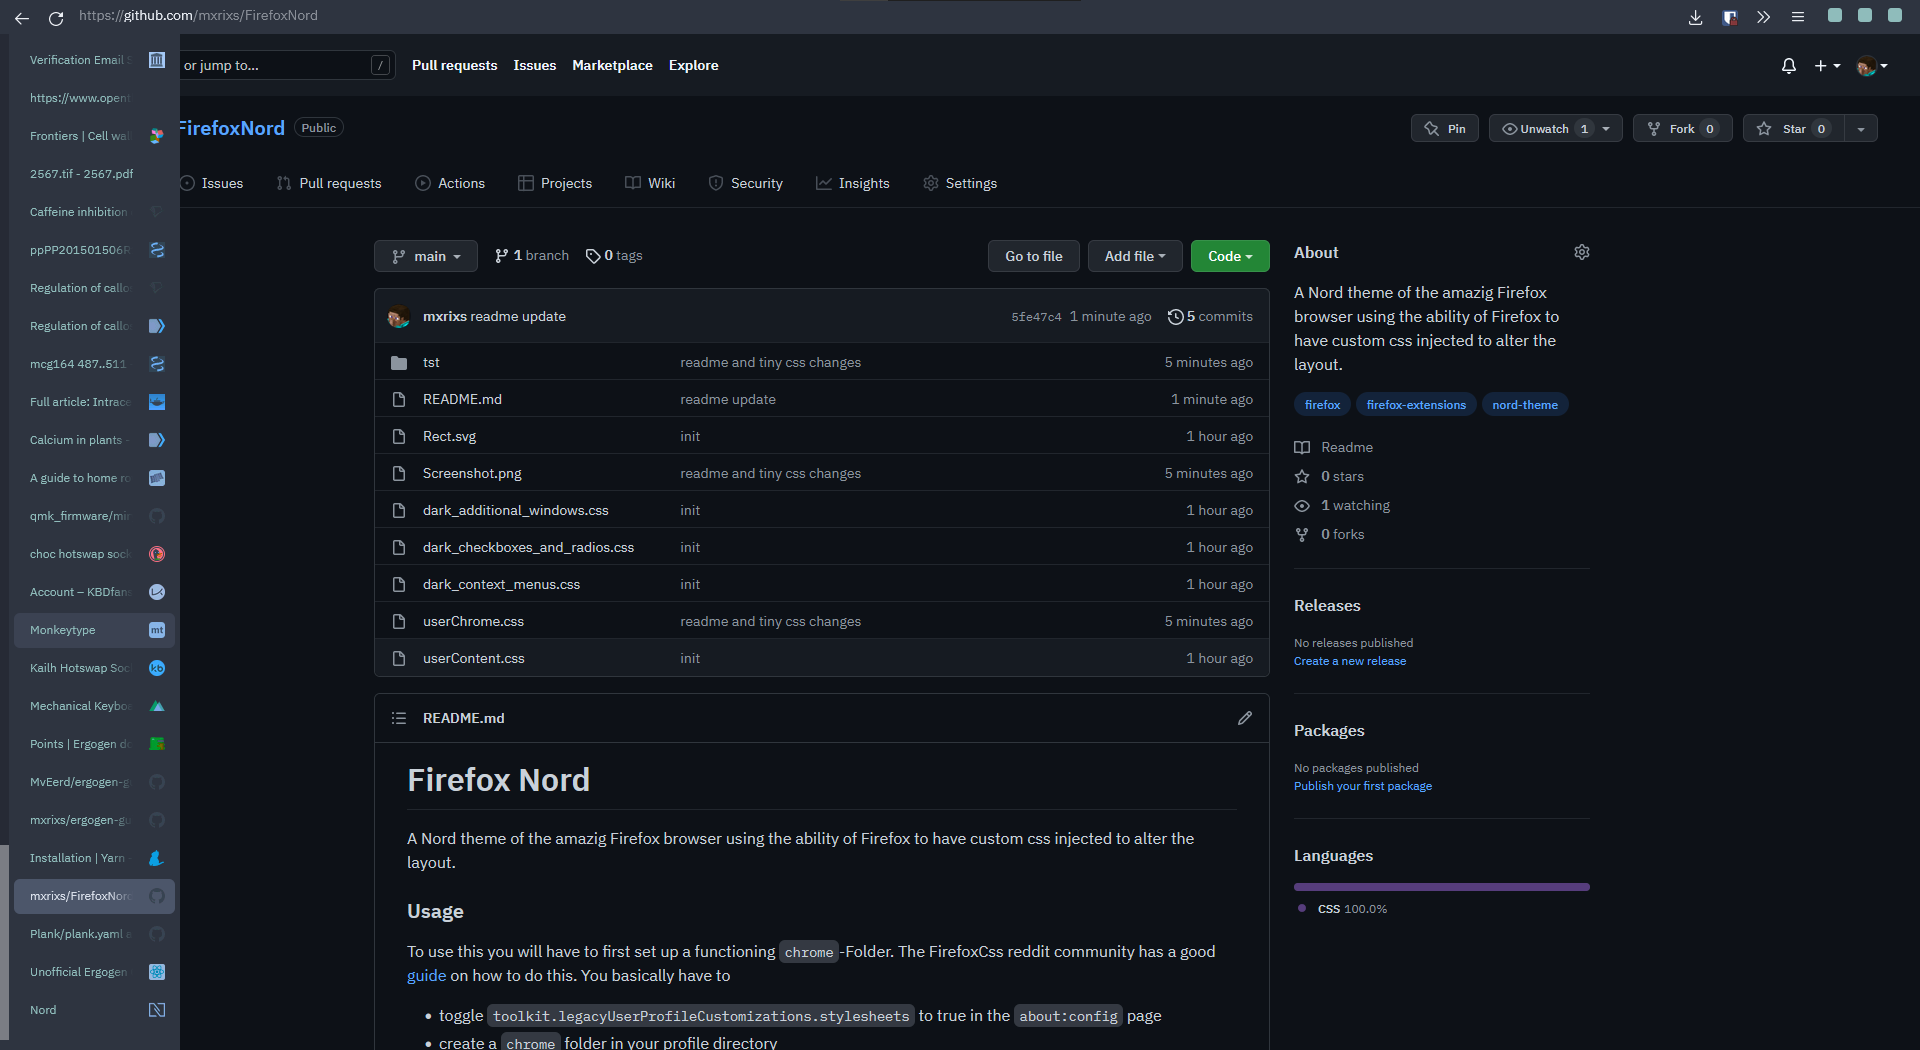 https://github.com/mxrixs/FirefoxNord
Verification Email S
https://www.opent
Frontiers | Cell wal
2567.tif - 2567.pdf
Caffeine inhibition
ppPP201501506R
Regulation of callo
Regulation of callo
mcg164 487..511
Full article: Intrace
Calcium in plants -
A guide to home ro
qmk_firmware/mi
choc hotswap sock
Account – KBDfans
Monkeytype
mt
Kailh Hotswap Soc
kb
Mechanical Keybo
Points | Ergogen do
MvEerd/ergogen-g
mxrixs/ergogen-gu
Installation | Yarn -
mxrixs/FirefoxNord
Plank/plank.yaml a
Unofficial Ergogen
Nord
or jump to...
/
Pull requests
Issues
Marketplace
Explore
FirefoxNord
Public
Pin
Unwatch 1
Fork 0
Star 0
Issues
Pull requests
Actions
Projects
Wiki
Security
Insights
Settings
main
1 branch
0 tags
Go to file
Add file
Code
mxrixs readme update
5fe47c4 1 minute ago
5 commits
tst readme and tiny css changes 5 minutes ago
README.md readme update 1 minute ago
Rect.svg init 1 hour ago
Screenshot.png readme and tiny css changes 5 minutes ago
dark_additional_windows.css init 1 hour ago
dark_checkboxes_and_radios.css init 1 hour ago
dark_context_menus.css init 1 hour ago
userChrome.css readme and tiny css changes 5 minutes ago
userContent.css init 1 hour ago
README.md
Firefox Nord
A Nord theme of the amazig Firefox browser using the ability of Firefox to have custom css injected to alter the
layout.
Usage
To use this you will have to first set up a functioning chrome -Folder. The FirefoxCss reddit community has a good
guide on how to do this. You basically have to
• toggle toolkit.legacyUserProfileCustomizations.stylesheets to true in the about:config page
• create a chrome folder in your profile directory
About
A Nord theme of the amazig Firefox
browser using the ability of Firefox to
have custom css injected to alter the
layout.
firefox
firefox-extensions
nord-theme
Readme
0 stars
1 watching
0 forks
Releases
No releases published
Create a new release
Packages
No packages published
Publish your first package
Languages
CSS 100.0%